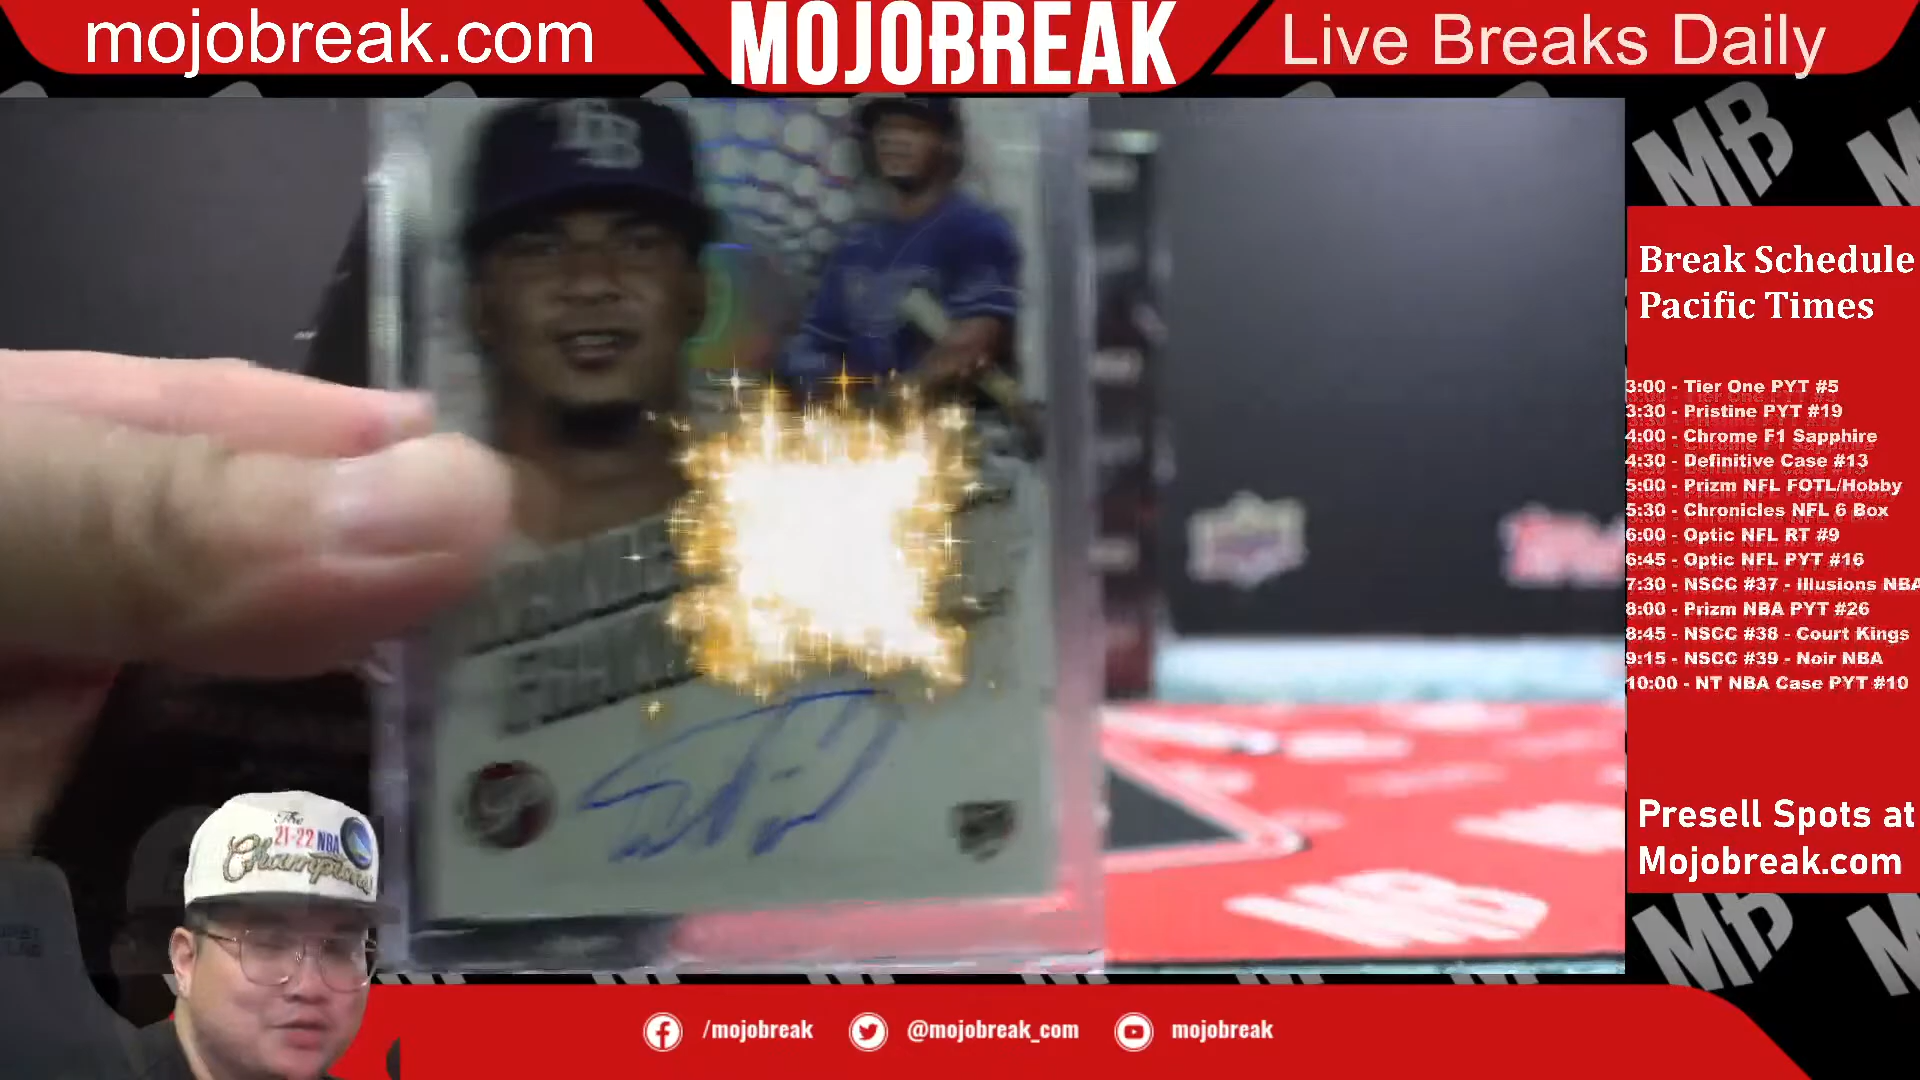 mojobreak.com
MOJOBREAK
Live Breaks Daily
MB
TB
Break Schedule
Pacific Times
3:00 - Tier One PYT #5
3:30 - Pristine PYT #19
4:00 - Chrome F1 Sapphire
4:30 - Definitive Case #13
5:00 - Prizm NFL FOTL/Hobby
5:30 - Chronicles NFL 6 Box
6:00 - Optic NFL RT #9
6:45 - Optic NFL PYT #16
7:30 - NSCC #37 - Illusions NBA
8:00 - Prizm NBA PYT #26
8:45 - NSCC #38 - Court Kings
9:15 - NSCC #39 - Noir NBA
10:00 - NT NBA Case PYT #10
Presell Spots at
Mojobreak.com
MB
MB
The
21-22 NBA
Champions
/mojobreak
@mojobreak_com
mojobreak